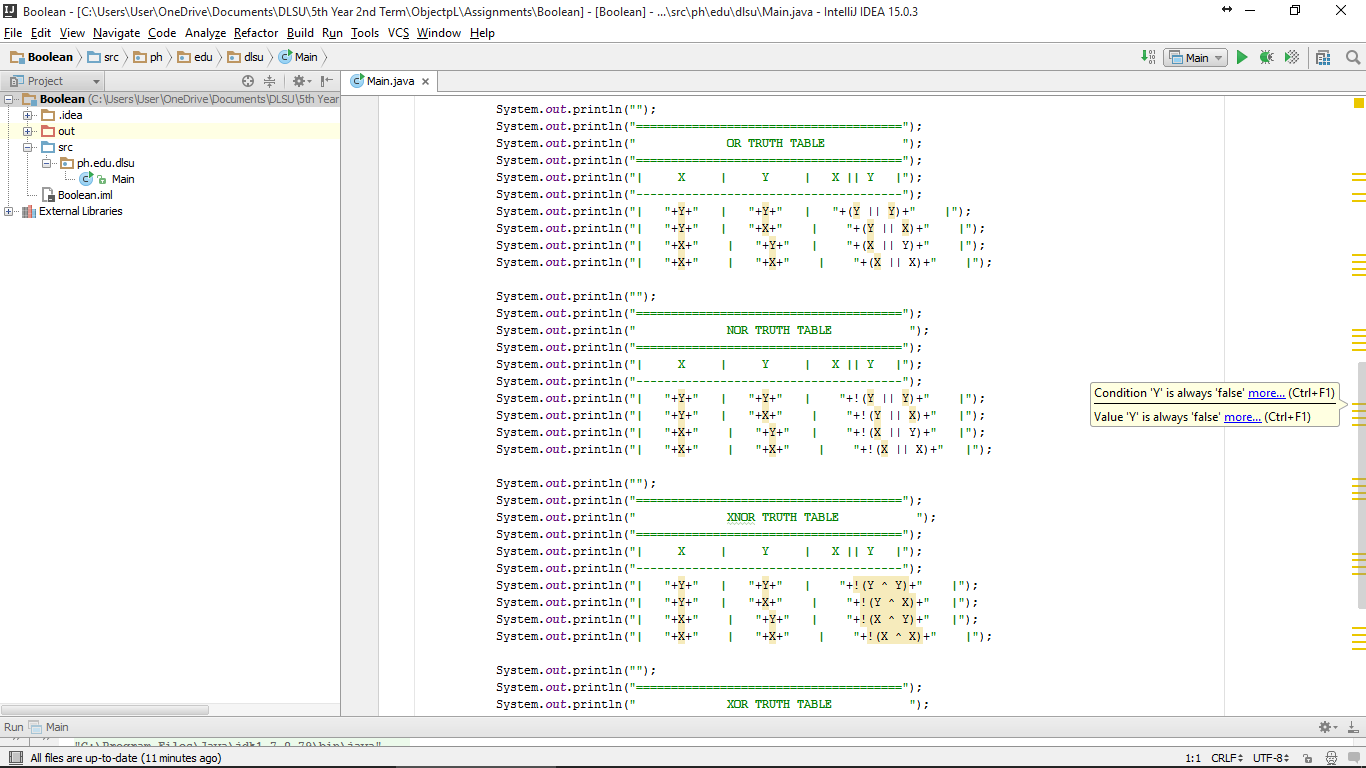 Boolean - [C:\Users\User\OneDrive\Documents\DLSU\5th Year 2nd Term\ObjectpL\Assignments\Boolean] - [Boolean] - ...\src\ph\edu\dlsu\Main.java - IntelliJ IDEA 15.0.3
File Edit View Navigate Code Analyze Refactor Build Run Tools VCS Window Help
Boolean src ph edu dlsu Main Main
Project Main.java
Boolean (C:\Users\User\OneDrive\Documents\DLSU\5th Year
.idea
out
src
ph.edu.dlsu
Main
Boolean.iml
External Libraries
System.out.println("");
System.out.println("======================================");
System.out.println("             OR TRUTH TABLE           ");
System.out.println("======================================");
System.out.println("|     X     |     Y     |   X || Y   |");
System.out.println("--------------------------------------");
System.out.println("|   "+Y+"   |   "+Y+"   |   "+(Y || Y)+"    |");
System.out.println("|   "+Y+"   |   "+X+"    |    "+(Y || X)+"    |");
System.out.println("|   "+X+"    |   "+Y+"   |    "+(X || Y)+"    |");
System.out.println("|   "+X+"    |   "+X+"    |    "+(X || X)+"    |");
System.out.println("");
System.out.println("======================================");
System.out.println("             NOR TRUTH TABLE           ");
System.out.println("======================================");
System.out.println("|     X     |     Y     |   X || Y   |");
System.out.println("--------------------------------------");
System.out.println("|   "+Y+"   |   "+Y+"   |    "+!(Y || Y)+"    |");
System.out.println("|   "+Y+"   |   "+X+"    |    "+!(Y || X)+"   |");
System.out.println("|   "+X+"    |   "+Y+"   |    "+!(X || Y)+"   |");
System.out.println("|   "+X+"    |   "+X+"    |   "+!(X || X)+"   |");
System.out.println("");
System.out.println("======================================");
System.out.println("             XNOR TRUTH TABLE           ");
System.out.println("======================================");
System.out.println("|     X     |     Y     |   X || Y   |");
System.out.println("--------------------------------------");
System.out.println("|   "+Y+"   |   "+Y+"   |    "+!(Y ^ Y)+"    |");
System.out.println("|   "+Y+"   |   "+X+"    |    "+!(Y ^ X)+"   |");
System.out.println("|   "+X+"    |   "+Y+"   |    "+!(X ^ Y)+"   |");
System.out.println("|   "+X+"    |   "+X+"    |    "+!(X ^ X)+"    |");
System.out.println("");
System.out.println("======================================");
System.out.println("             XOR TRUTH TABLE           ");
Condition 'Y' is always 'false' more... (Ctrl+F1)
Value 'Y' is always 'false' more... (Ctrl+F1)
Run Main
"C:\Program Files\Java\jdk1.7.0_79\bin\java"
All files are up-to-date (11 minutes ago) 1:1 CRLF UTF-8